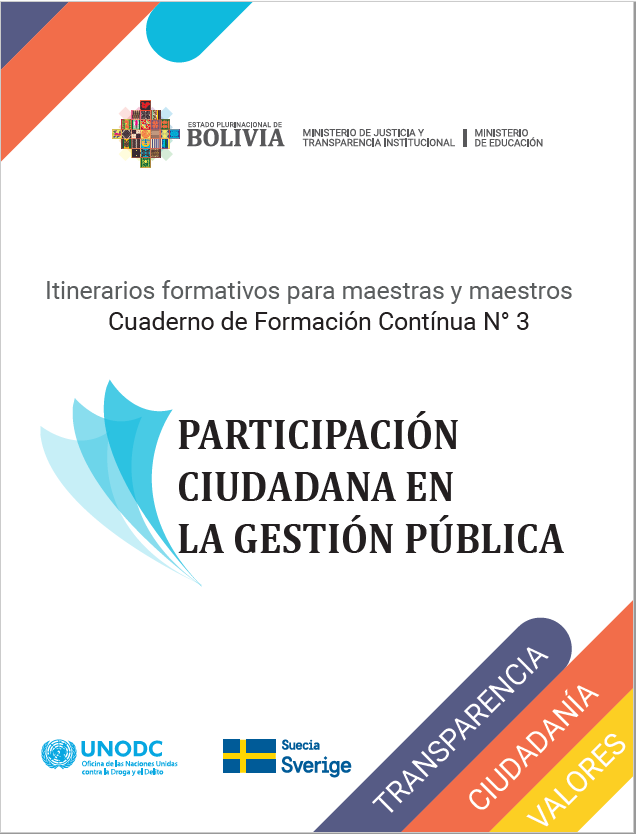 ESTADO PLURINACIONAL DE
BOLIVIA
MINISTERIO DE JUSTICIA Y
TRANSPARENCIA INSTITUCIONAL
MINISTERIO
DE EDUCACIÓN
Itinerarios formativos para maestras y maestros
Cuaderno de Formación Contínua N° 3
PARTICIPACIÓN
CIUDADANA EN
LA GESTIÓN PÚBLICA
UNODC
Oficina de las Naciones Unidas
contra la Droga y el Delito
Suecia
Sverige
TRANSPARENCIA
CIUDADANÍA
VALORES